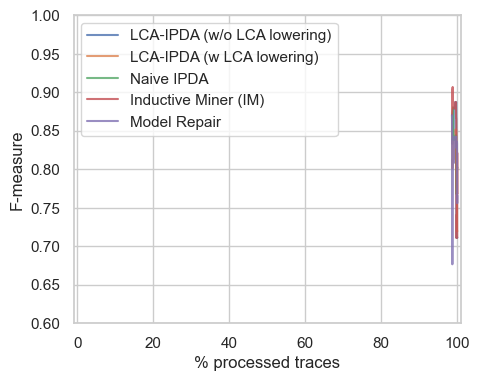 1.00
0.95
0.90
0.85
0.80
0.75
0.70
0.65
0.60
F-measure
LCA-IPDA (w/o LCA lowering)
LCA-IPDA (w LCA lowering)
Naive IPDA
Inductive Miner (IM)
Model Repair
0 20 40 60 80 100
% processed traces